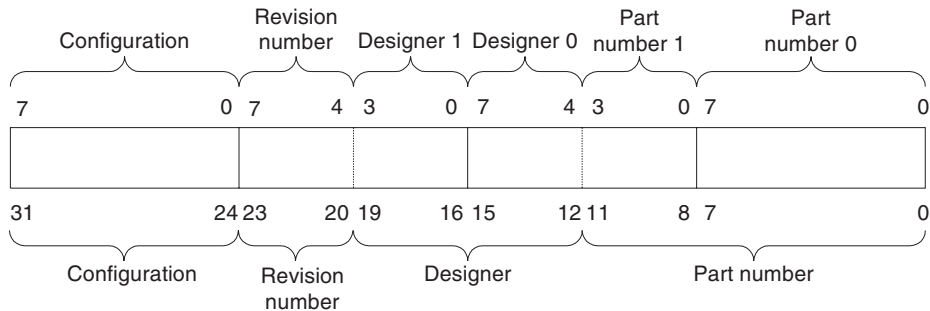 Configuration Revision number Designer 1 Designer 0 Part number 1 Part number 0
7 0 7 4 3 0 7 4 3 0 7 0
31 24 23 20 19 16 15 12 11 8 7 0
Configuration Revision number Designer Part number